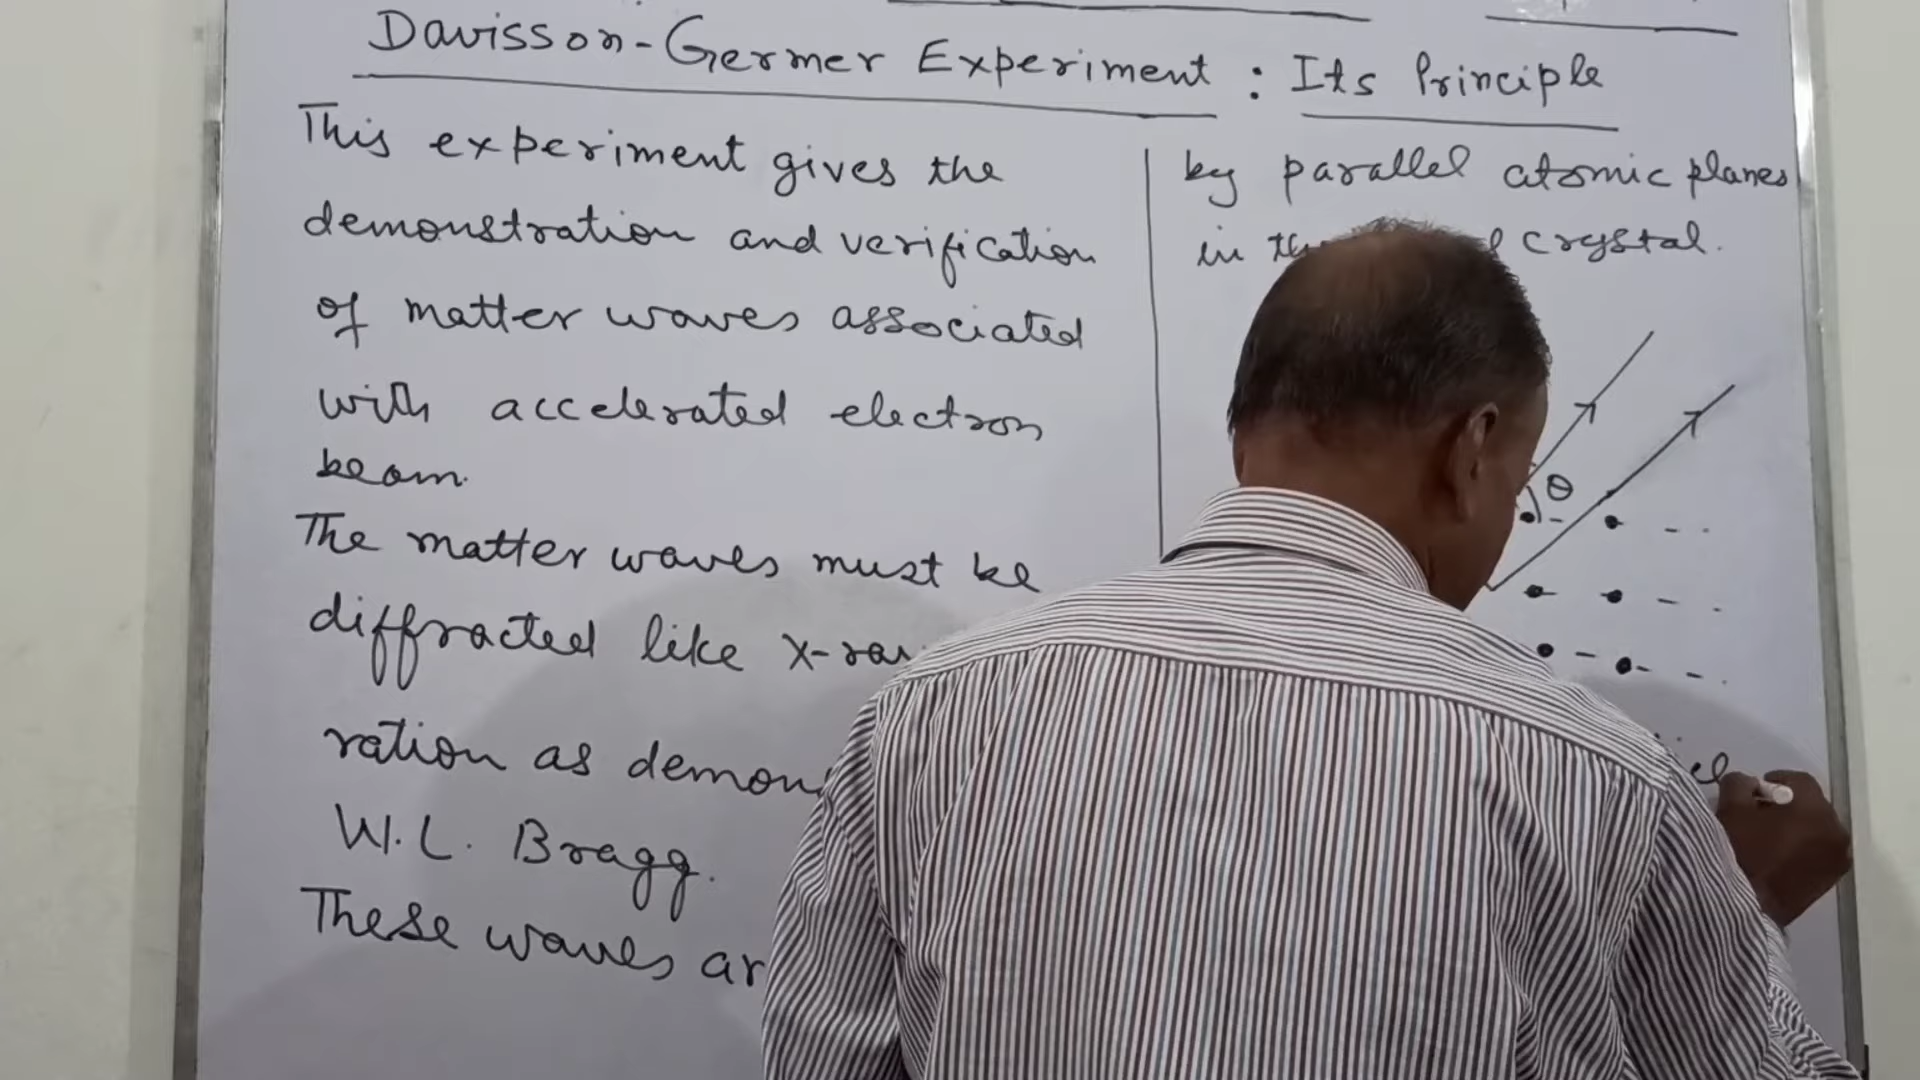 Davisson-Germer Experiment : Its Principle
This experiment gives the
demonstration and verification
of matter waves associated
with accelerated electron
beam.
The matter waves must be
diffracted like x-ray
ration as demon
W.L. Bragg.
These waves ar
by parallel atomic planes
in crystal.
θ